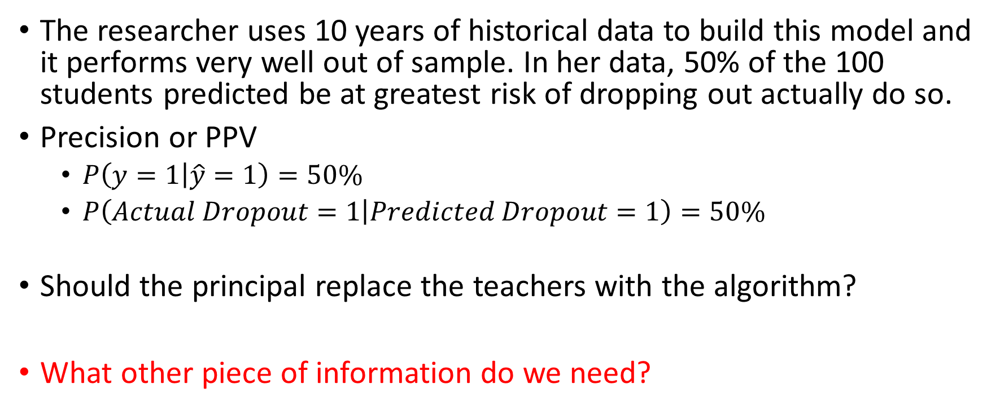 • The researcher uses 10 years of historical data to build this model and
it performs very well out of sample. In her data, 50% of the 100
students predicted be at greatest risk of dropping out actually do so.
• Precision or PPV
• P(y = 1|ŷ = 1) = 50%
• P(Actual Dropout = 1|Predicted Dropout = 1) = 50%
• Should the principal replace the teachers with the algorithm?
• What other piece of information do we need?